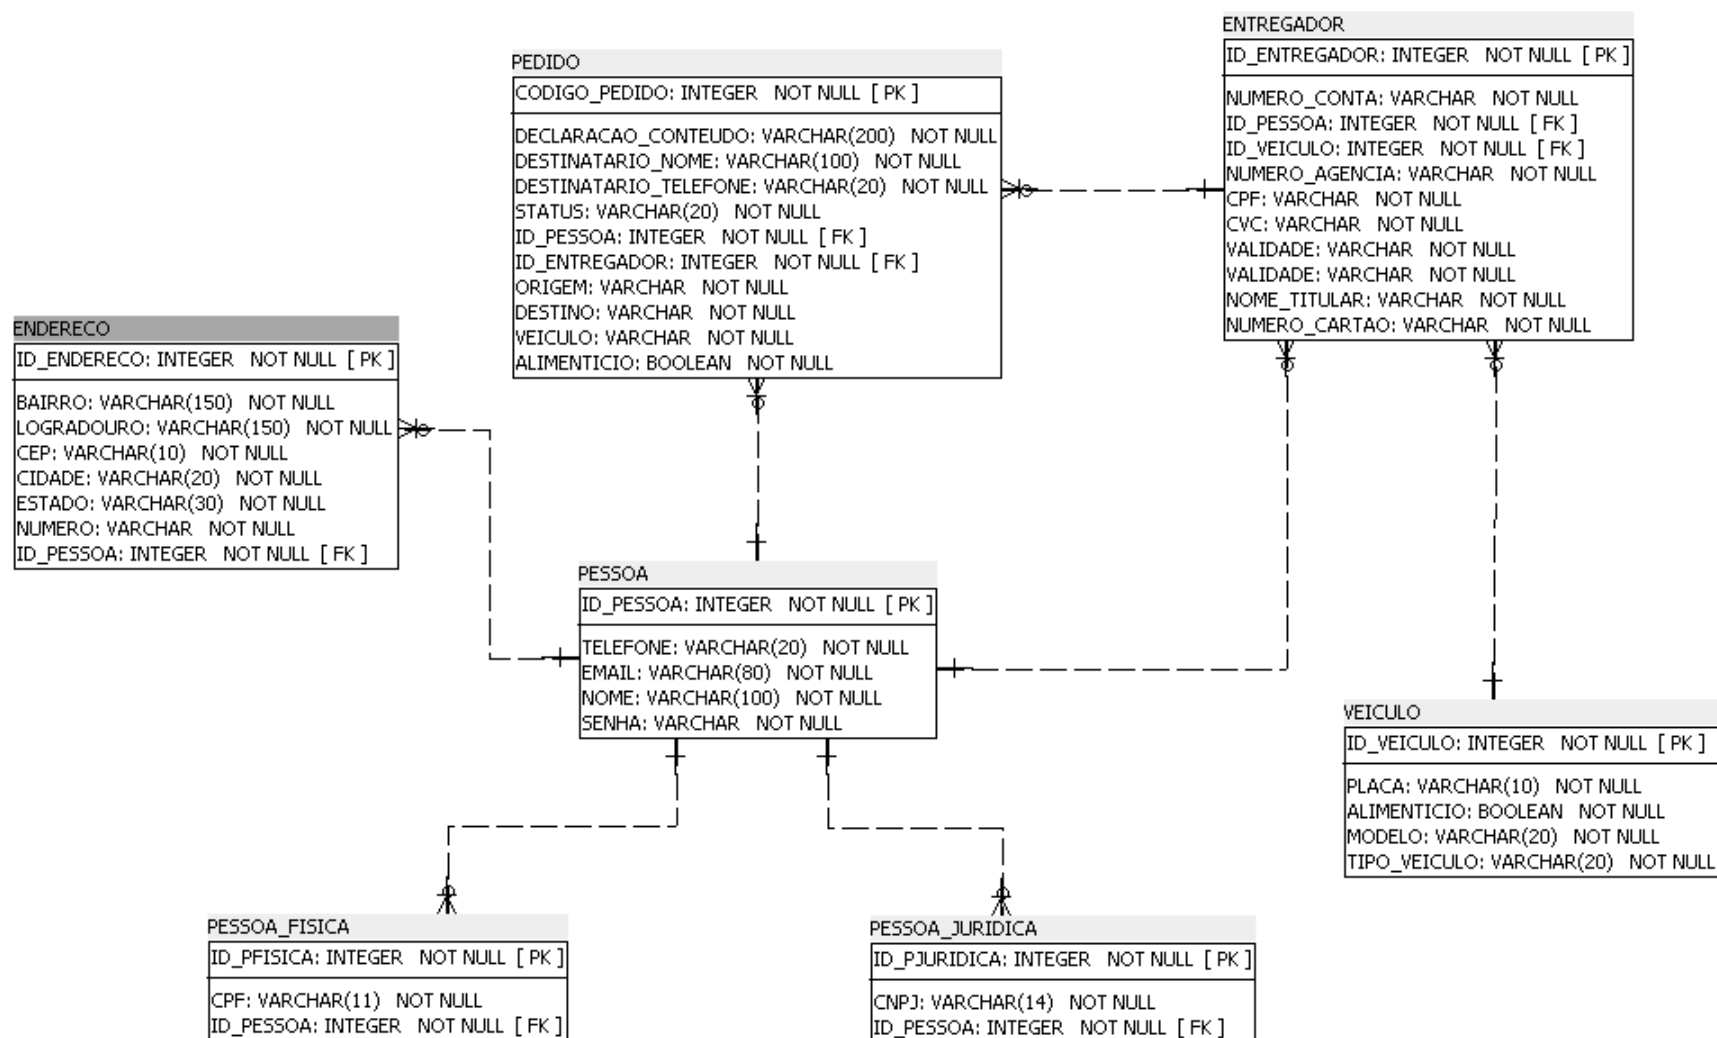 ENTREGADOR
ID_ENTREGADOR: INTEGER NOT NULL [ PK ]
NUMERO_CONTA: VARCHAR NOT NULL
ID_PESSOA: INTEGER NOT NULL [ FK ]
ID_VEICULO: INTEGER NOT NULL [ FK ]
NUMERO_AGENCIA: VARCHAR NOT NULL
CPF: VARCHAR NOT NULL
CVC: VARCHAR NOT NULL
VALIDADE: VARCHAR NOT NULL
VALIDADE: VARCHAR NOT NULL
NOME_TITULAR: VARCHAR NOT NULL
NUMERO_CARTAO: VARCHAR NOT NULL
PEDIDO
CODIGO_PEDIDO: INTEGER NOT NULL [ PK ]
DECLARACAO_CONTEUDO: VARCHAR(200) NOT NULL
DESTINATARIO_NOME: VARCHAR(100) NOT NULL
DESTINATARIO_TELEFONE: VARCHAR(20) NOT NULL
STATUS: VARCHAR(20) NOT NULL
ID_PESSOA: INTEGER NOT NULL [ FK ]
ID_ENTREGADOR: INTEGER NOT NULL [ FK ]
ORIGEM: VARCHAR NOT NULL
DESTINO: VARCHAR NOT NULL
VEICULO: VARCHAR NOT NULL
ALIMENTICIO: BOOLEAN NOT NULL
ENDERECO
ID_ENDERECO: INTEGER NOT NULL [ PK ]
BAIRRO: VARCHAR(150) NOT NULL
LOGRADOURO: VARCHAR(150) NOT NULL
CEP: VARCHAR(10) NOT NULL
CIDADE: VARCHAR(20) NOT NULL
ESTADO: VARCHAR(30) NOT NULL
NUMERO: VARCHAR NOT NULL
ID_PESSOA: INTEGER NOT NULL [ FK ]
PESSOA
ID_PESSOA: INTEGER NOT NULL [ PK ]
TELEFONE: VARCHAR(20) NOT NULL
EMAIL: VARCHAR(80) NOT NULL
NOME: VARCHAR(100) NOT NULL
SENHA: VARCHAR NOT NULL
VEICULO
ID_VEICULO: INTEGER NOT NULL [ PK ]
PLACA: VARCHAR(10) NOT NULL
ALIMENTICIO: BOOLEAN NOT NULL
MODELO: VARCHAR(20) NOT NULL
TIPO_VEICULO: VARCHAR(20) NOT NULL
PESSOA_FISICA
ID_PFISICA: INTEGER NOT NULL [ PK ]
CPF: VARCHAR(11) NOT NULL
ID_PESSOA: INTEGER NOT NULL [ FK ]
PESSOA_JURIDICA
ID_PJURIDICA: INTEGER NOT NULL [ PK ]
CNPJ: VARCHAR(14) NOT NULL
ID_PESSOA: INTEGER NOT NULL [ FK ]